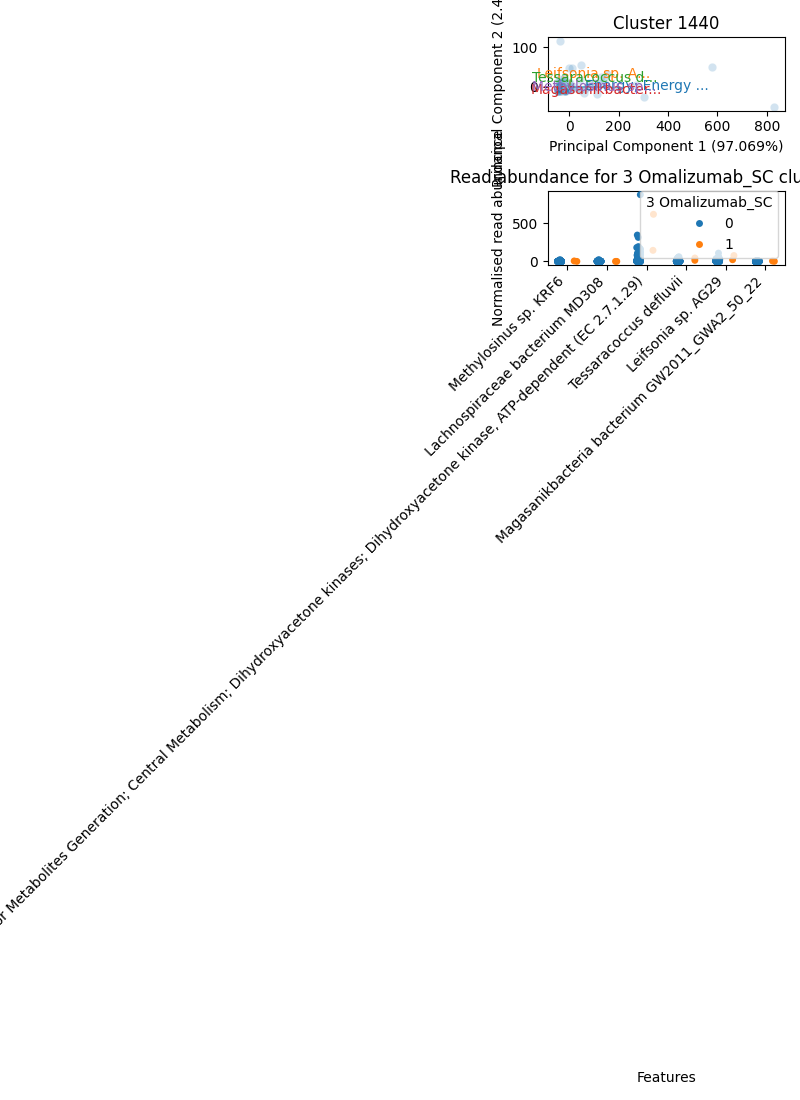 Cluster 1440
Principal Component 2 (2.4
100
0
Leifsonia sp. A...
Tessaracoccus d...
Energy; Energy ...
Magasanikbacter...
0
200
400
600
800
Principal Component 1 (97.069%)
Read abundance for 3 Omalizumab_SC clu
Normalised read abundance
500
0
3 Omalizumab_SC
0
1
Methylosinus sp. KRF6
Lachnospiraceae bacterium MD308
or Metabolites Generation; Central Metabolism; Dihydroxyacetone kinases; Dihydroxyacetone kinase, ATP-dependent (EC 2.7.1.29)
Tessaracoccus defluvii
Leifsonia sp. AG29
Magasanikbacteria bacterium GW2011_GWA2_50_22
Features